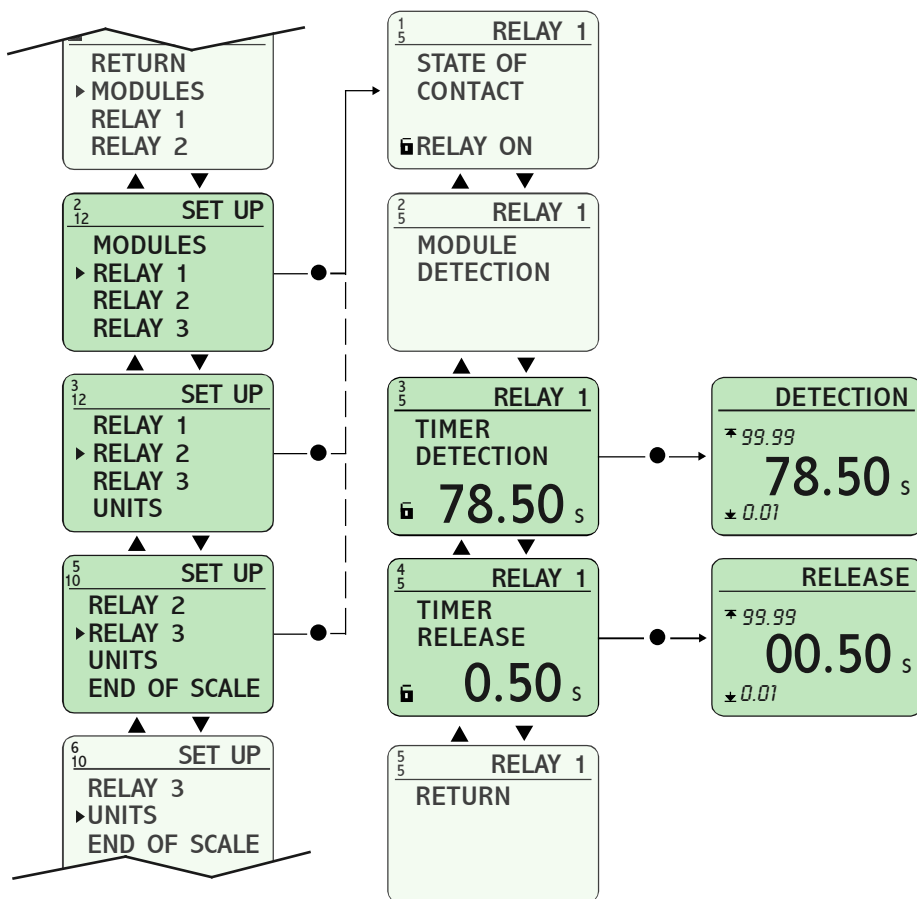 RETURN
MODULES
RELAY 1
RELAY 2
2
12
SET UP
MODULES
RELAY 1
RELAY 2
RELAY 3
3
12
SET UP
RELAY 1
RELAY 2
RELAY 3
UNITS
5
10
SET UP
RELAY 2
RELAY 3
UNITS
END OF SCALE
6
10
SET UP
RELAY 3
UNITS
END OF SCALE
1
5
RELAY 1
STATE OF
CONTACT
RELAY ON
2
5
RELAY 1
MODULE
DETECTION
3
5
RELAY 1
TIMER
DETECTION
78.50 s
4
5
RELAY 1
TIMER
RELEASE
0.50 s
5
5
RELAY 1
RETURN
DETECTION
99.99
78.50 s
0.01
RELEASE
99.99
00.50 s
0.01